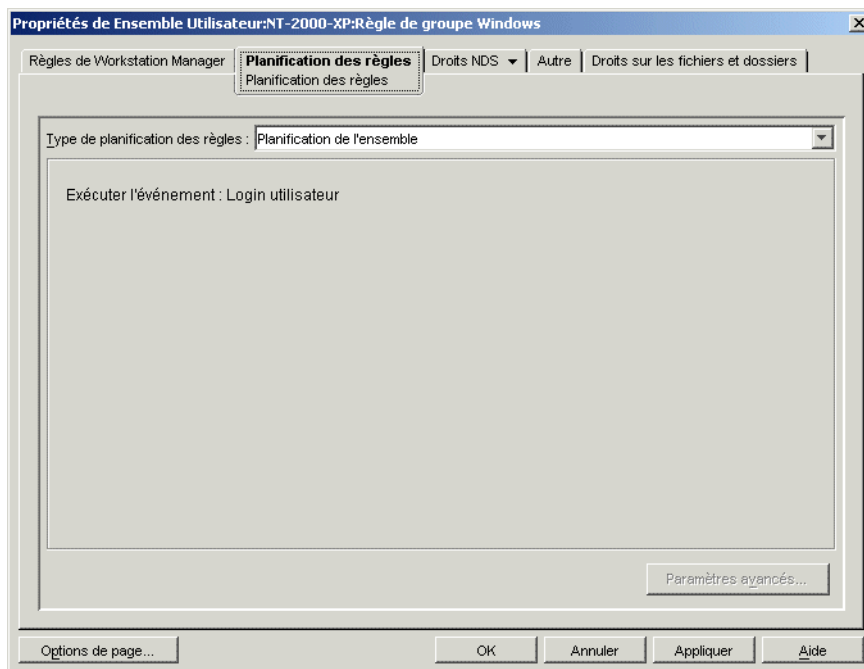 Propriétés de Ensemble Utilisateur:NT-2000-XP:Règle de groupe Windows
Règles de Workstation Manager
Planification des règles
Droits NDS
Autre
Droits sur les fichiers et dossiers
Planification des règles
Type de planification des règles : Planification de l'ensemble
Exécuter l'événement : Login utilisateur
Paramètres avancés...
Options de page...
OK
Annuler
Appliquer
Aide